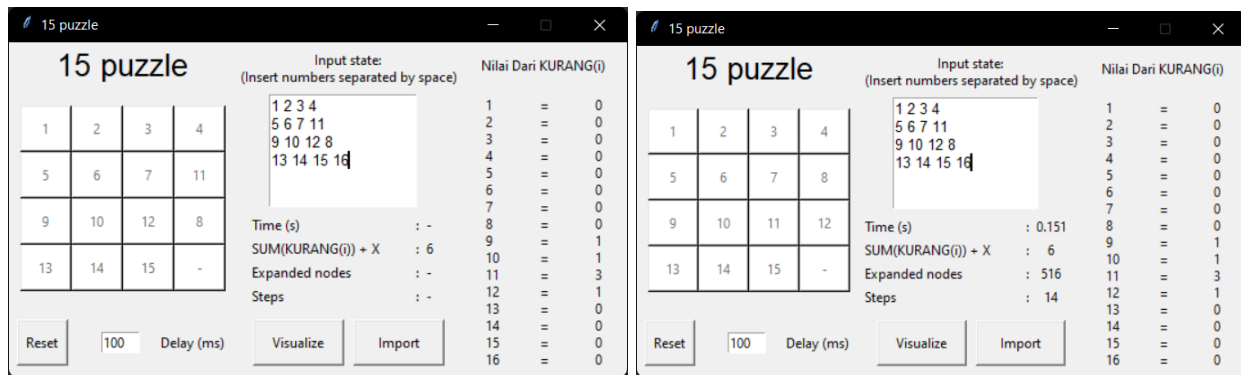 15 puzzle
15 puzzle
Input state:
(Insert numbers separated by space)
Nilai Dari KURANG(i)
1 2 3 4
5 6 7 11
9 10 12 8
13 14 15 -
1 2 3 4
5 6 7 11
9 10 12 8
13 14 15 16
Time (s) : -
SUM(KURANG(i)) + X : 6
Expanded nodes : -
Steps : -
1 = 0
2 = 0
3 = 0
4 = 0
5 = 0
6 = 0
7 = 0
8 = 0
9 = 1
10 = 1
11 = 3
12 = 1
13 = 0
14 = 0
15 = 0
16 = 0
Reset
100 Delay (ms)
Visualize
Import
15 puzzle
15 puzzle
Input state:
(Insert numbers separated by space)
Nilai Dari KURANG(i)
1 2 3 4
5 6 7 8
9 10 11 12
13 14 15 -
1 2 3 4
5 6 7 11
9 10 12 8
13 14 15 16
Time (s) : 0.151
SUM(KURANG(i)) + X : 6
Expanded nodes : 516
Steps : 14
1 = 0
2 = 0
3 = 0
4 = 0
5 = 0
6 = 0
7 = 0
8 = 0
9 = 1
10 = 1
11 = 3
12 = 1
13 = 0
14 = 0
15 = 0
16 = 0
Reset
100 Delay (ms)
Visualize
Import